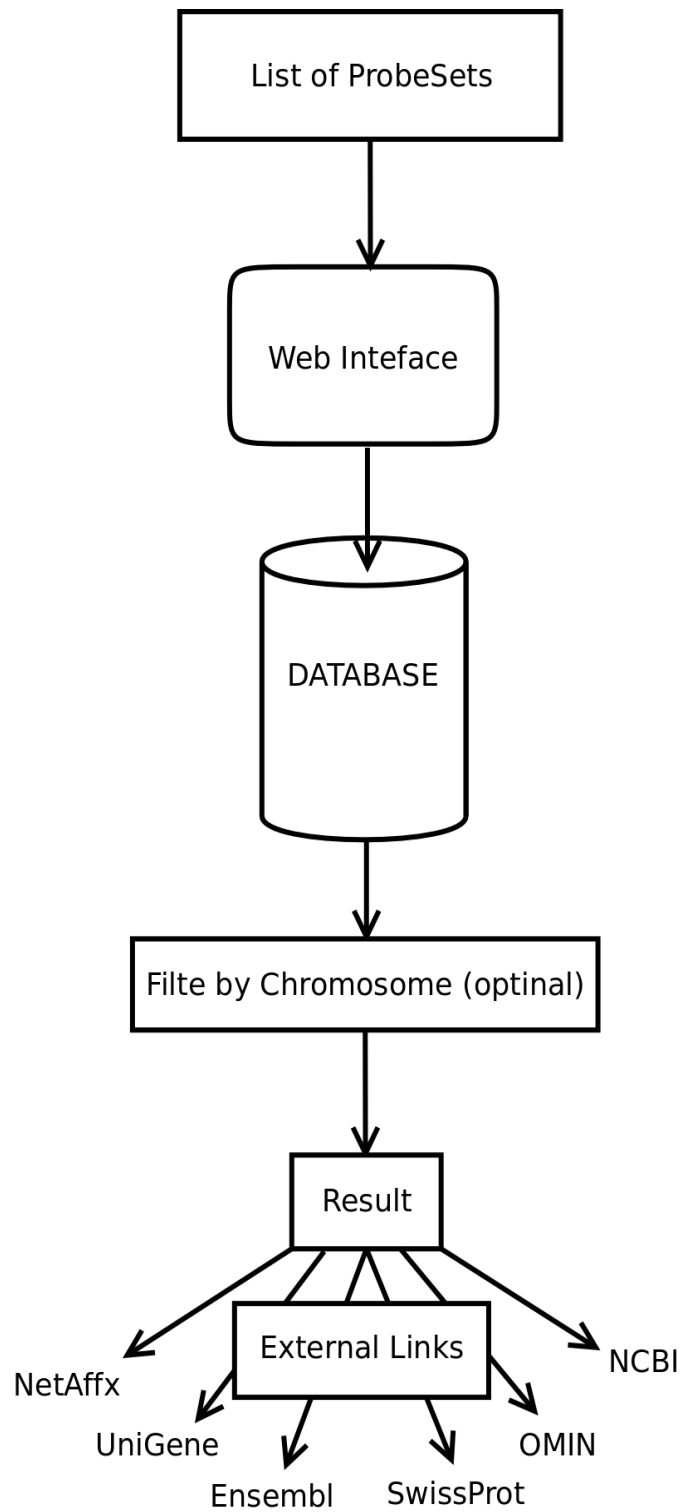 List of ProbeSets
Web Inteface
DATABASE
Filte by Chromosome (optinal)
Result
External Links
NetAffx
NCBI
UniGene
OMIN
Ensembl
SwissProt